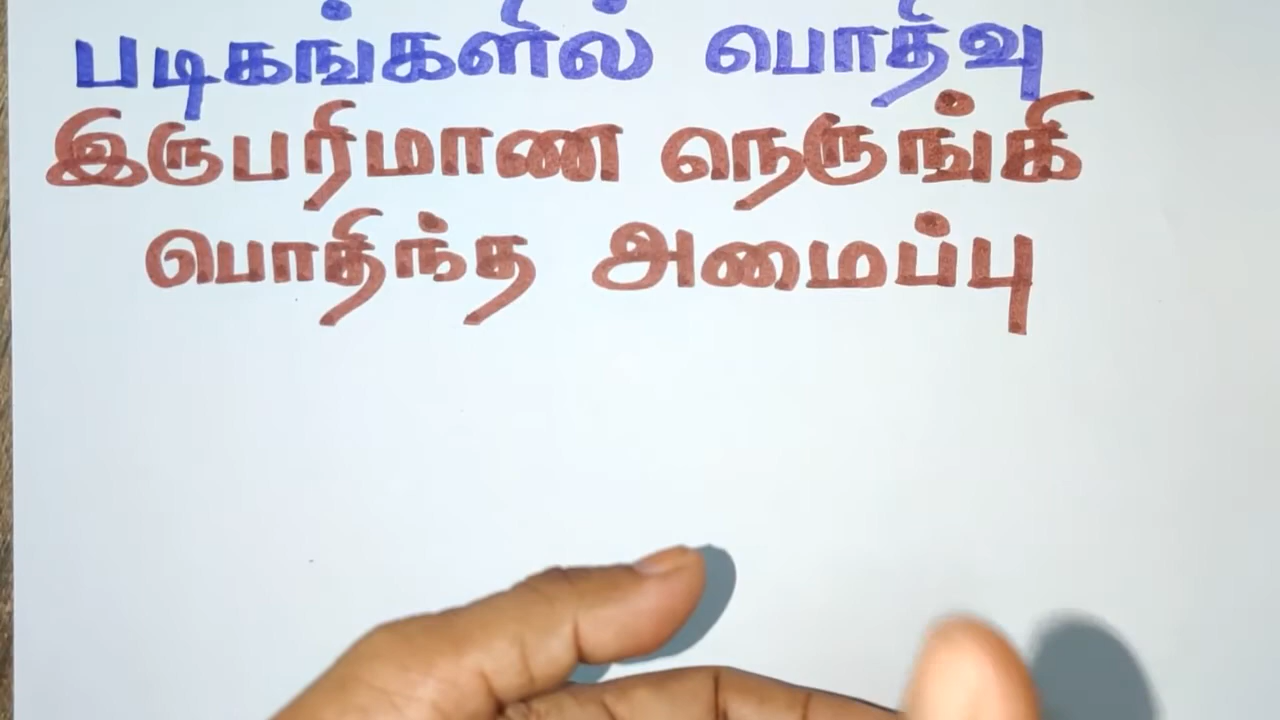 படிகங்களில் பொதிவு
இருபரிமாண நெருங்கி
பொதிந்த அமைப்பு